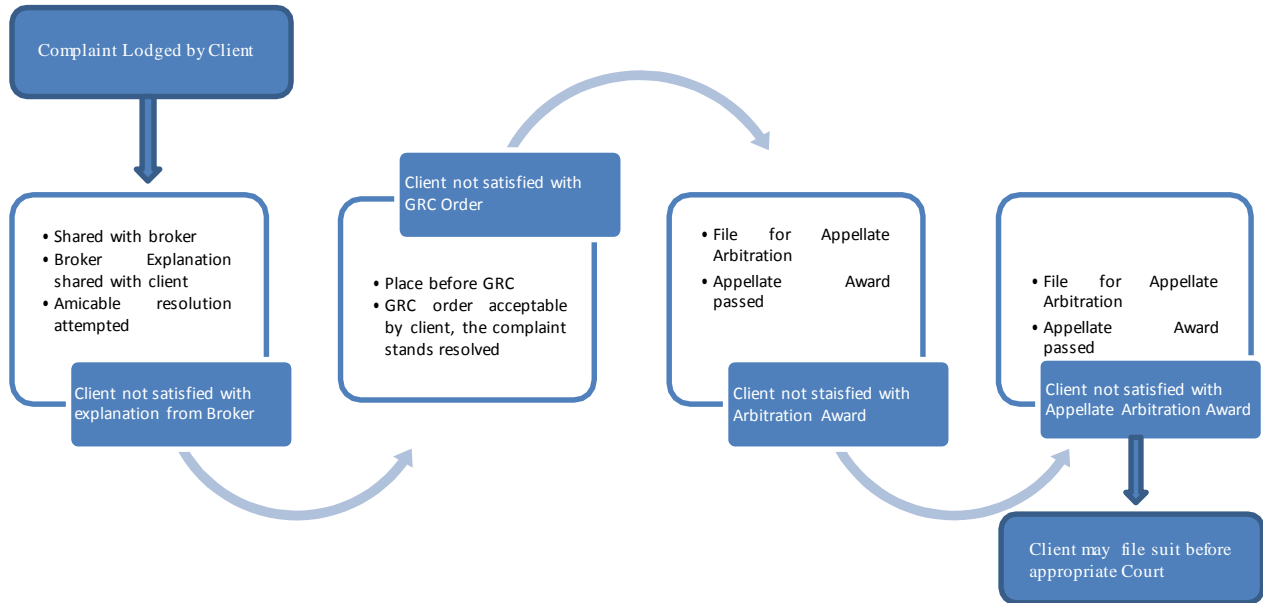 Complaint Lodged by Client
• Shared with broker
• Broker Explanation
shared with client
• Amicable resolution
attempted
Client not satisfied with
explanation from Broker
Client not satisfied with
GRC Order
• Place before GRC
• GRC order acceptable
by client, the complaint
stands resolved
• File for Appellate
Arbitration
• Appellate Award
passed
Client not staisfied with
Arbitration Award
• File for Appellate
Arbitration
• Appellate Award
passed
Client not satisfied with
Appellate Arbitration Award
Client may file suit before
appropriate Court